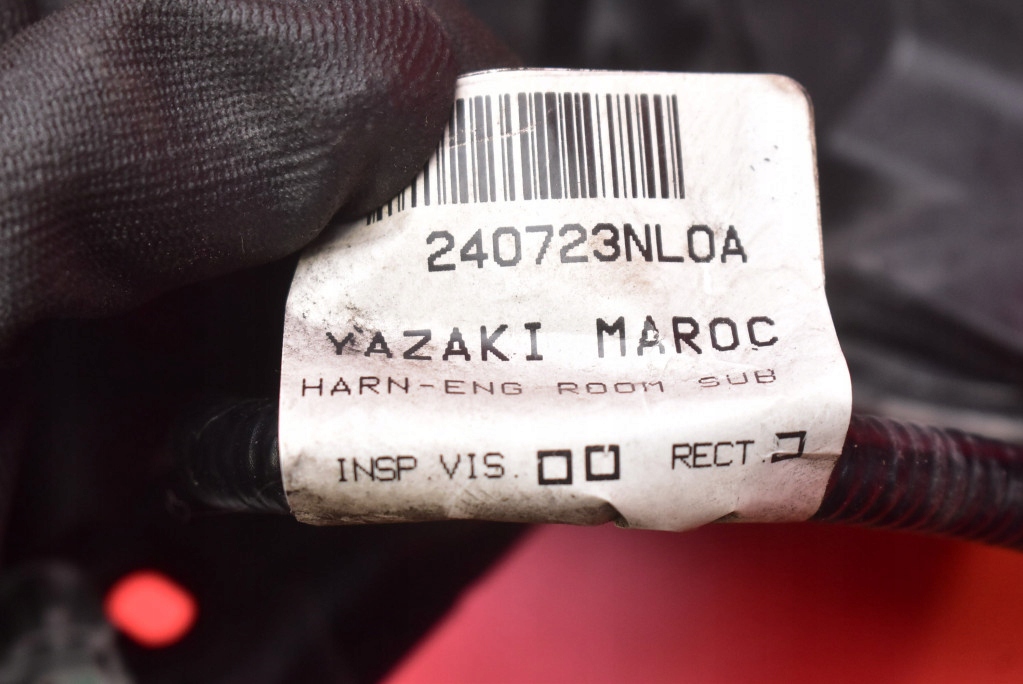 240723NL0A
YAZAKI MAROC
HARN-ENG ROOM SUB
INSP.VIS. RECT.